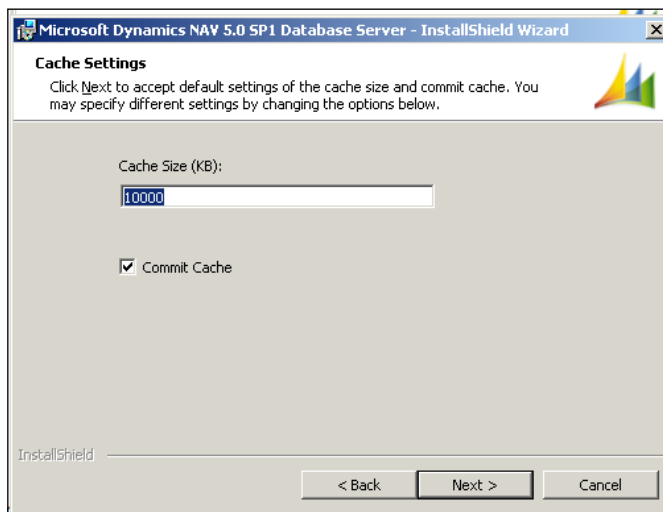 Microsoft Dynamics NAV 5.0 SP1 Database Server - InstallShield Wizard
Cache Settings
Click Next to accept default settings of the cache size and commit cache. You
may specify different settings by changing the options below.
Cache Size (KB):
10000
Commit Cache
InstallShield
< Back
Next >
Cancel